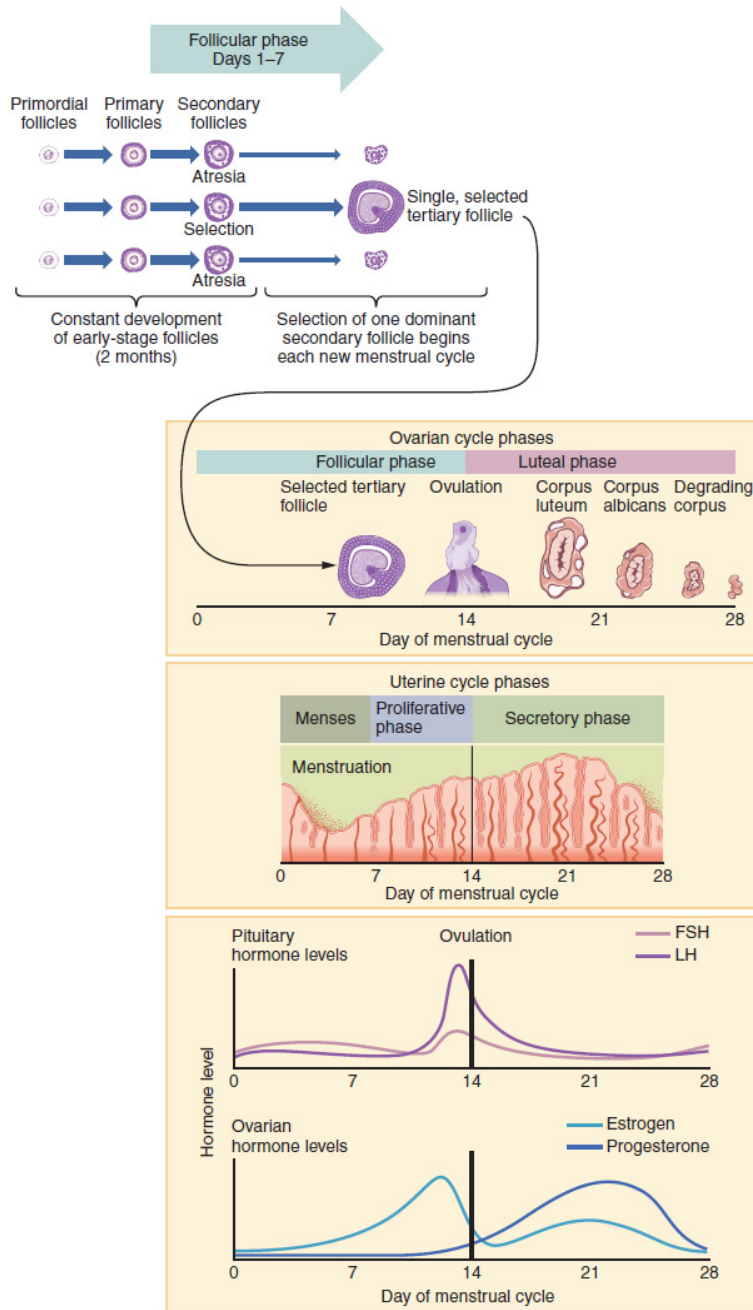 Follicular phase
Days 1–7
Primordial
follicles
Primary
follicles
Secondary
follicles
Atresia
Single, selected
tertiary follicle
Selection
Atresia
Constant development
of early-stage follicles
(2 months)
Selection of one dominant
secondary follicle begins
each new menstrual cycle
Ovarian cycle phases
Follicular phase
Luteal phase
Selected tertiary
follicle
Ovulation
Corpus
luteum
Corpus
albicans
Degrading
corpus
0 7 14 21 28
Day of menstrual cycle
Uterine cycle phases
Menses
Proliferative
phase
Secretory phase
Menstruation
0 7 14 21 28
Day of menstrual cycle
Pituitary
hormone levels
Ovulation
FSH
LH
0 7 14 21 28
Hormone level
Ovarian
hormone levels
Estrogen
Progesterone
0 7 14 21 28
Day of menstrual cycle